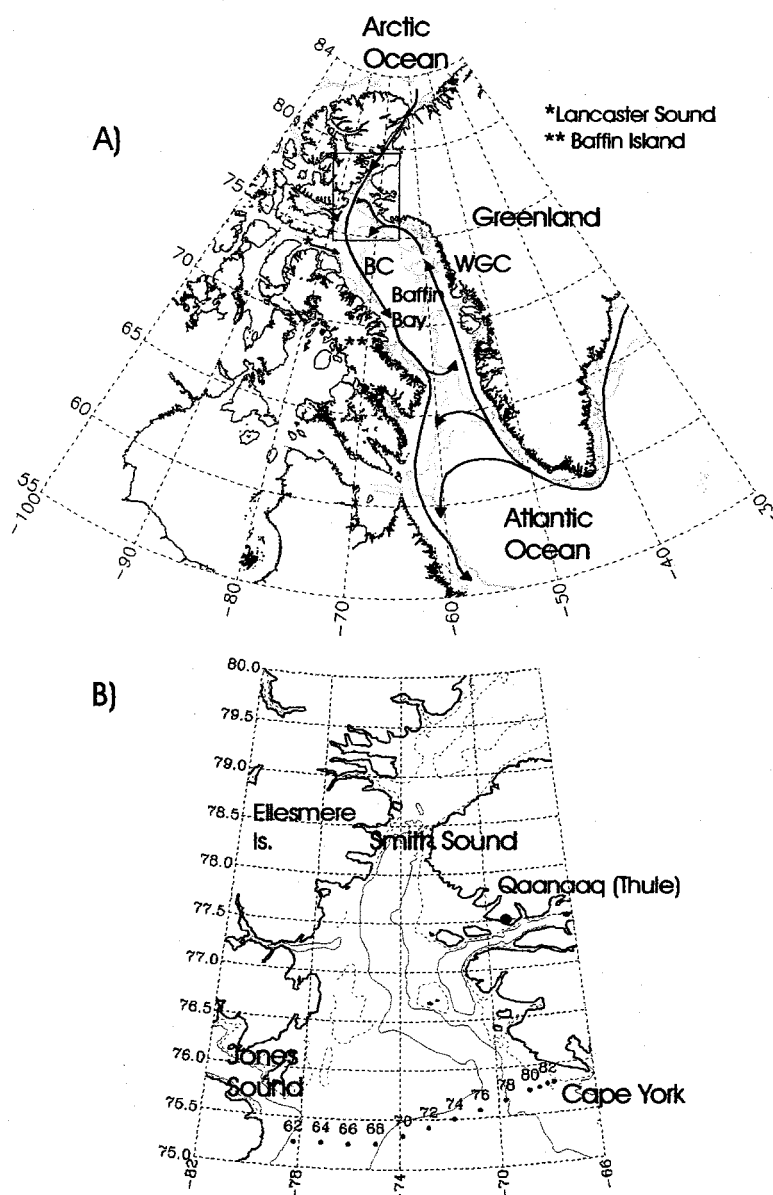 Arctic
Ocean
84
80
75
70
65
60
55
-100
-90
-80
-70
-60
-50
-40
-30
A)
*Lancaster Sound
** Baffin Island
Greenland
*
BC
WGC
Baffin
Bay
**
Atlantic
Ocean
B)
80.0
79.5
79.0
78.5
78.0
77.5
77.0
76.5
76.0
75.5
75.0
-82
-78
-74
-70
-66
Ellesmere
Is.
Smith Sound
Qaanaaq (Thule)
Jones
Sound
Cape York
62 64 66 68 70 72 74 76 78 80 82